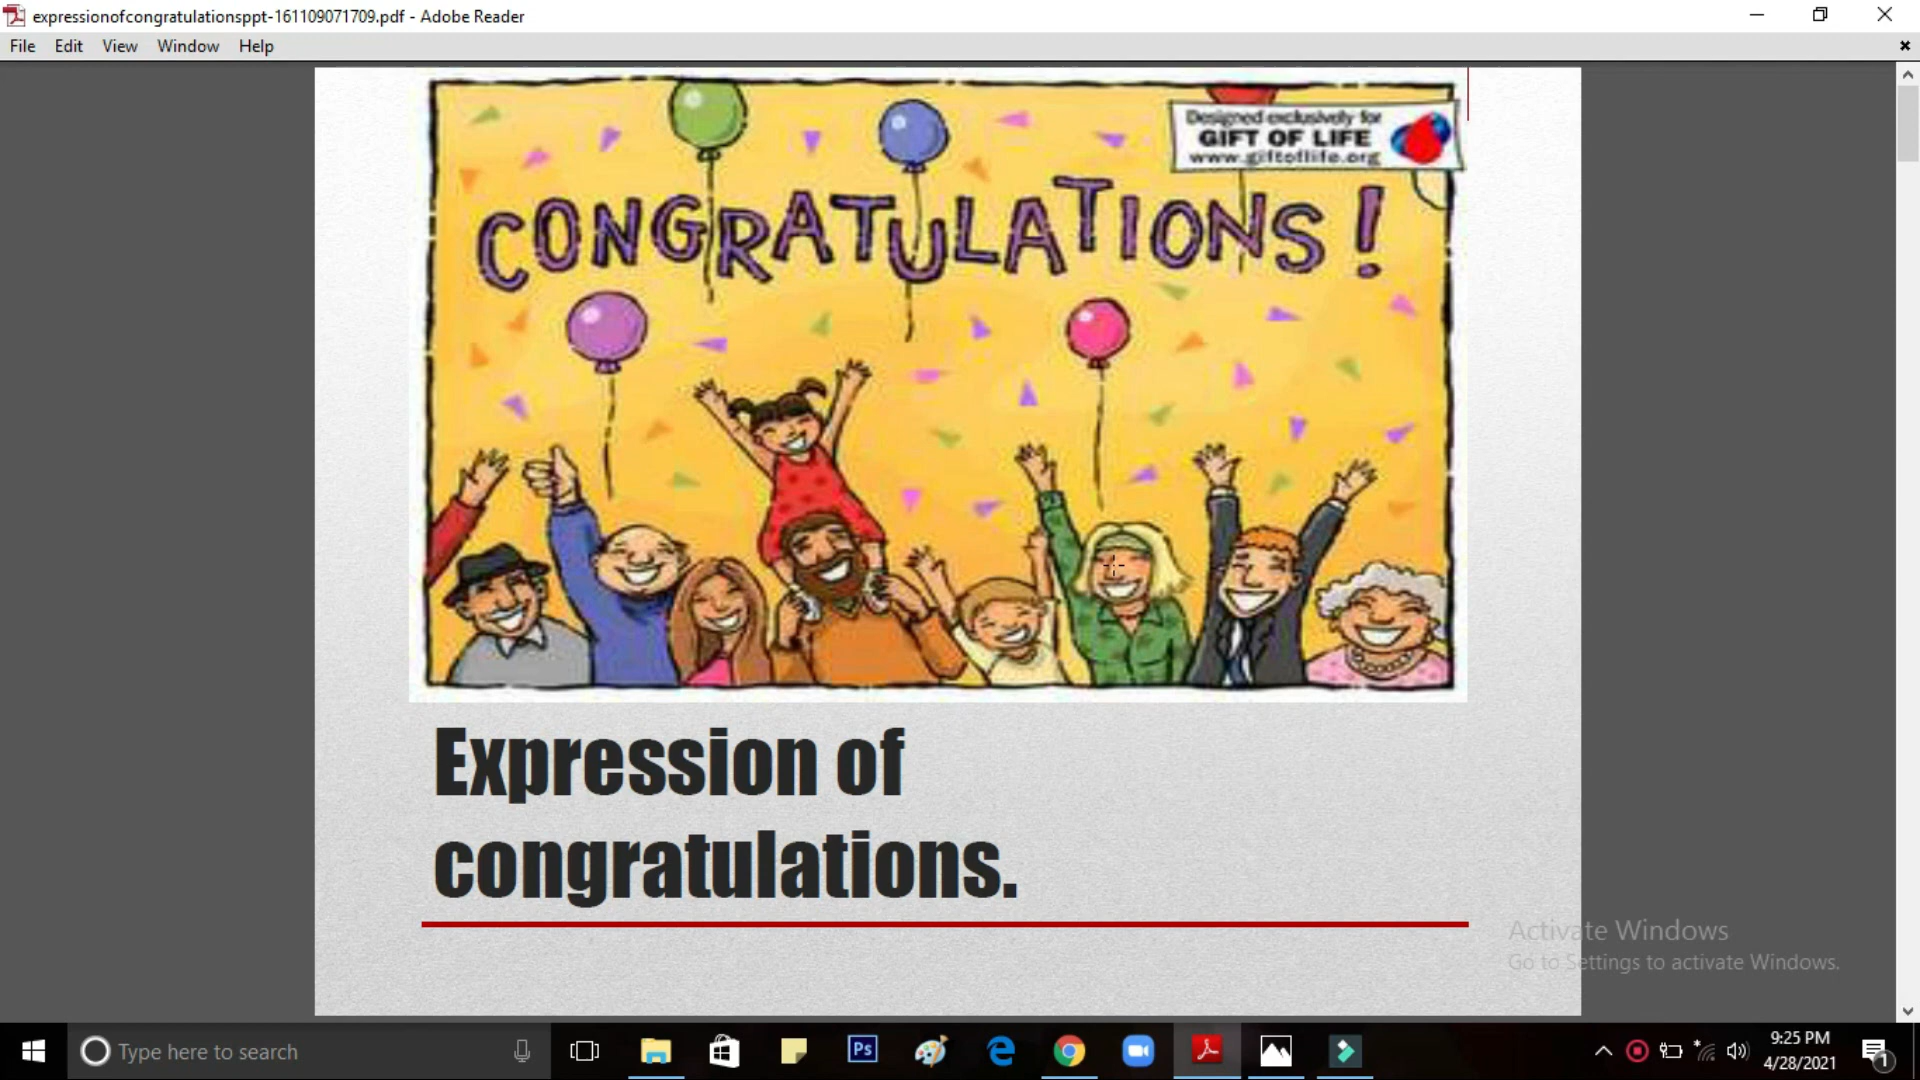 expressionofcongratulationsppt-161109071709.pdf - Adobe Reader
File Edit View Window Help
Designed exclusively for
GIFT OF LIFE
www.giftoflife.org
CONGRATULATIONS!
Expression of
congratulations.
Activate Windows
Go to Settings to activate Windows.
Type here to search
Ps
9:25 PM
4/28/2021
1